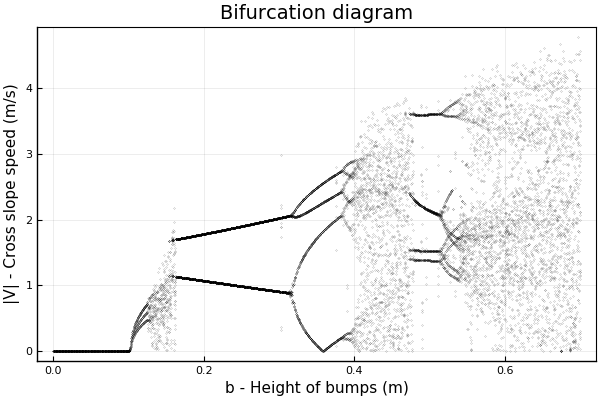 Bifurcation diagram
|V| - Cross slope speed (m/s)
4
3
2
1
0
0.0 0.2 0.4 0.6
b - Height of bumps (m)